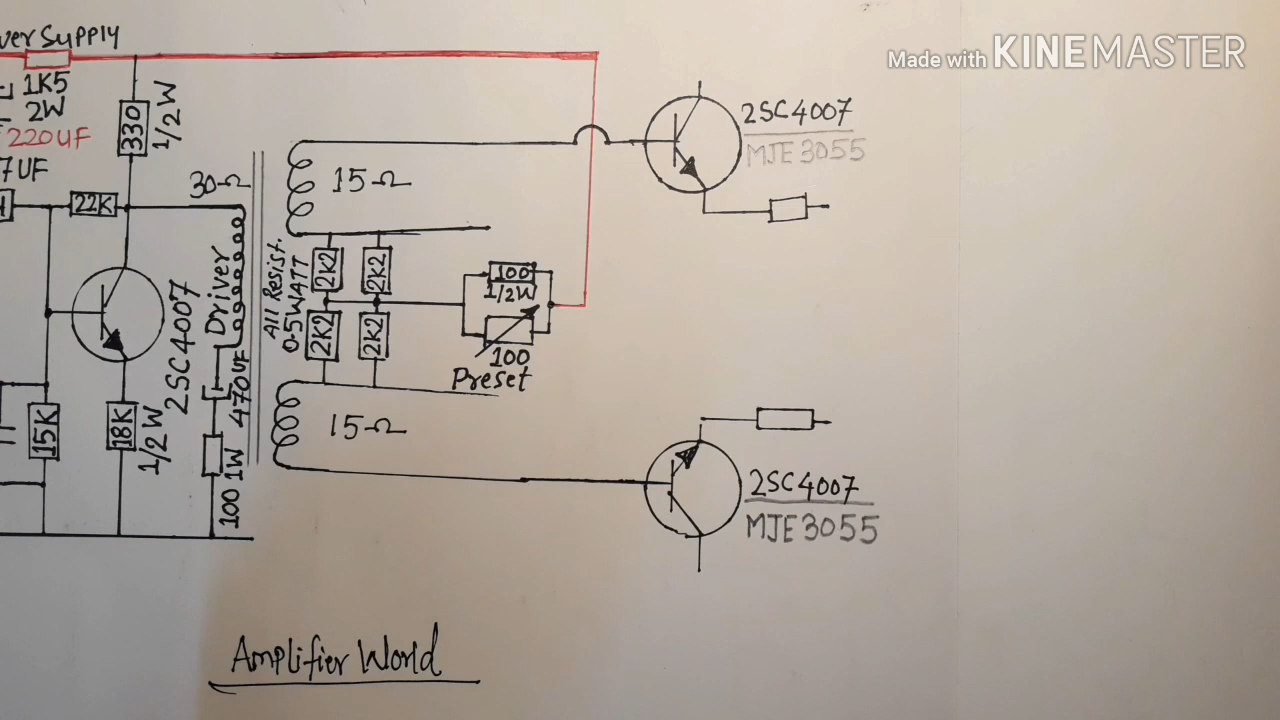 ver Supply
1K5
2W
220UF
7UF
330
1/2W
22K
30Ω
15Ω
2SC4007
MJE3055
Driver
All Resist.
0.5WATT
2K2
2K2
2K2
2K2
100
1/2W
100
Preset
2SC4007
470UF
15K
18K
1/2W
100 1W
15Ω
2SC4007
MJE3055
Amplifier World
Made with KINEMASTER